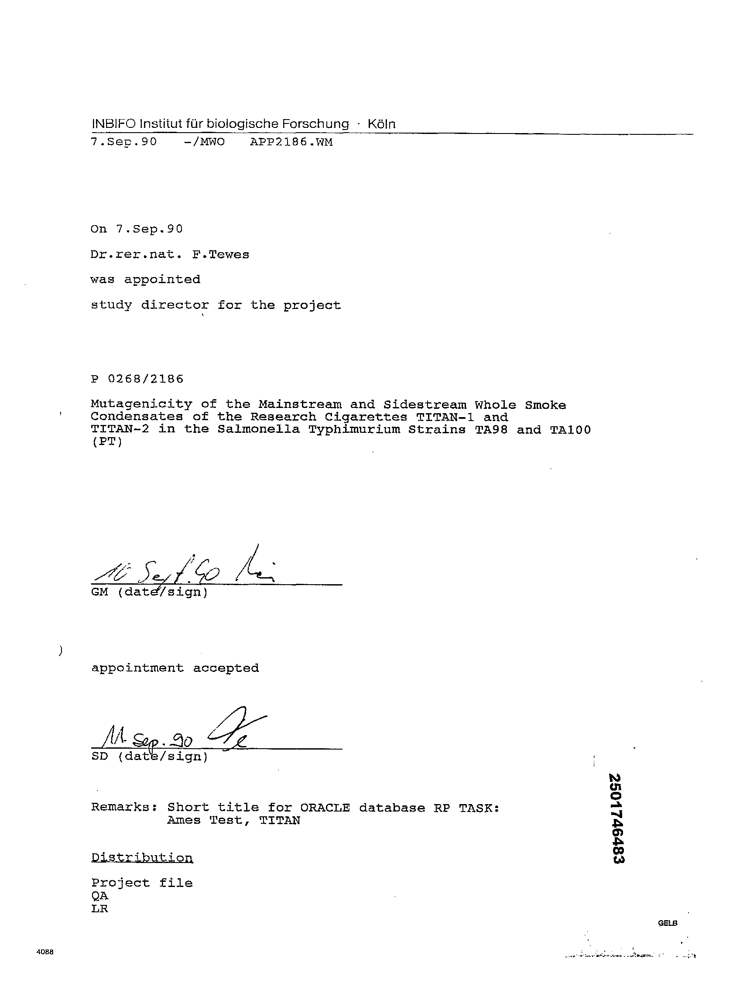 INBIFO Institut für biologische Forschung · Köln
7.Sep.90 -/MWO APP2186.WM
On 7.Sep.90
Dr.rer.nat. F.Tewes
was appointed
study director for the project
P 0268/2186
Mutagenicity of the Mainstream and Sidestream Whole Smoke
Condensates of the Research Cigarettes TITAN-1 and
TITAN-2 in the Salmonella Typhimurium Strains TA98 and TA100
(PT)
10 Sept. 90
GM (date/sign)
appointment accepted
11. Sep. 90 Te
SD (date/sign)
Remarks: Short title for ORACLE database RP TASK:
Ames Test, TITAN
Distribution
Project file
QA
LR
2501746483
GELB
4088